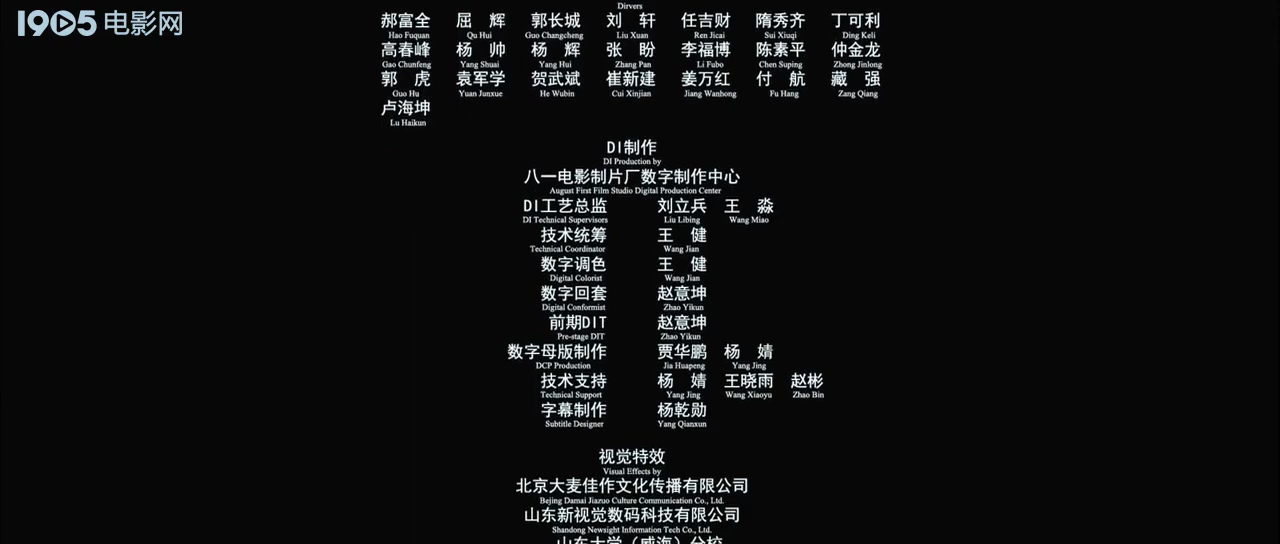 1905电影网
Dirvers
郝富全 屈 辉 郭长城 刘 轩 任吉财 隋秀齐 丁可利
Hao Fuquan Qu Hui Guo Changcheng Liu Xuan Ren Jicai Sui Xiuqi Ding Keli
高春峰 杨 帅 杨 辉 张 盼 李福博 陈素平 仲金龙
Gao Chunfeng Yang Shuai Yang Hui Zhang Pan Li Fubo Chen Suping Zhong Jinlong
郭 虎 袁军学 贺武斌 崔新建 姜万红 付 航 藏 强
Guo Hu Yuan Junxue He Wubin Cui Xinjian Jiang Wanhong Fu Hang Zang Qiang
卢海坤
Lu Haikun
DI制作
DI Production by
八一电影制片厂数字制作中心
August First Film Studio Digital Production Center
DI工艺总监 刘立兵 王 淼
DI Technical Supervisors Liu Libing Wang Miao
技术统筹 王 健
Technical Coordinator Wang Jian
数字调色 王 健
Digital Colorist Wang Jian
数字回套 赵意坤
Digital Conformist Zhao Yikun
前期DIT 赵意坤
Pre-stage DIT Zhao Yikun
数字母版制作 贾华鹏 杨 婧
DCP Production Jia Huapeng Yang Jing
技术支持 杨 婧 王晓雨 赵彬
Technical Support Yang Jing Wang Xiaoyu Zhao Bin
字幕制作 杨乾勋
Subtitle Designer Yang Qianxun
视觉特效
Visual Effects by
北京大麦佳作文化传播有限公司
Bejing Damai Jiazuo Culture Communication Co., Ltd.
山东新视觉数码科技有限公司
Shandong Newsight Information Tech Co., Ltd.
山东大学（威海）分校